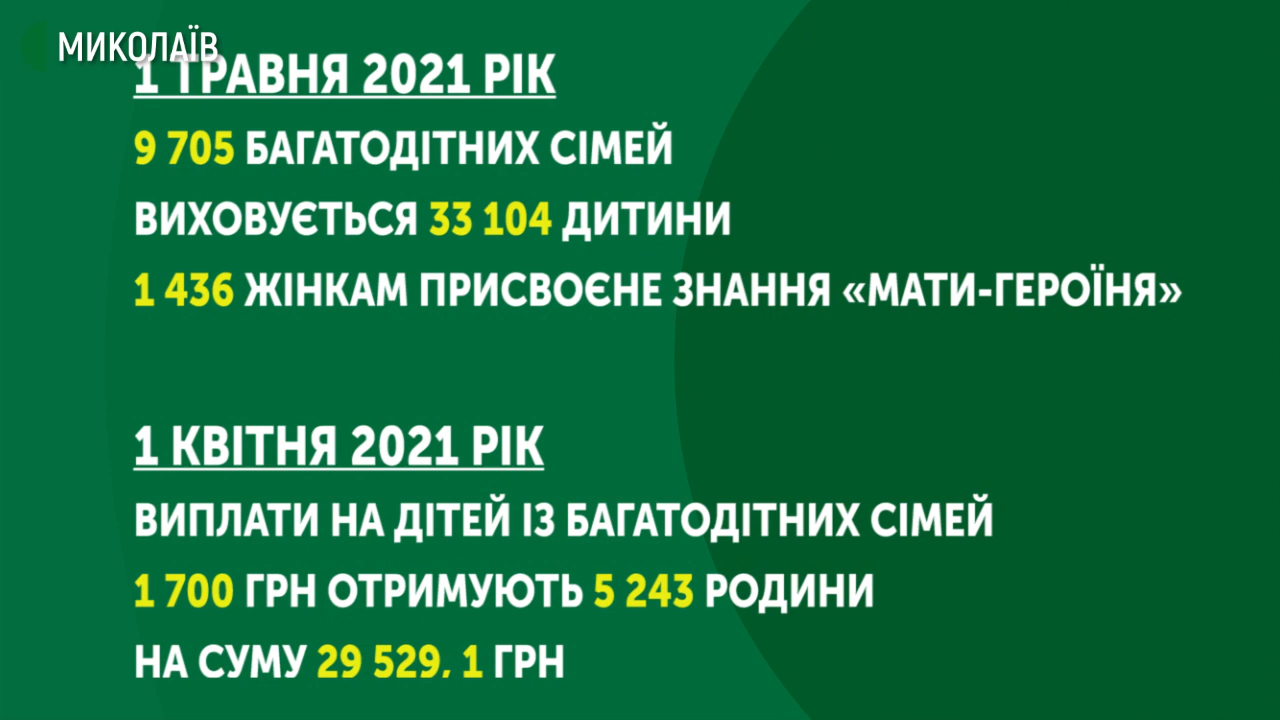 МИКОЛАЇВ
1 ТРАВНЯ 2021 РІК
9 705 БАГАТОДІТНИХ СІМЕЙ
ВИХОВУЄТЬСЯ 33 104 ДИТИНИ
1 436 ЖІНКАМ ПРИСВОЄНЕ ЗНАННЯ «МАТИ-ГЕРОЇНЯ»
1 КВІТНЯ 2021 РІК
ВИПЛАТИ НА ДІТЕЙ ІЗ БАГАТОДІТНИХ СІМЕЙ
1 700 ГРН ОТРИМУЮТЬ 5 243 РОДИНИ
НА СУМУ 29 529. 1 ГРН